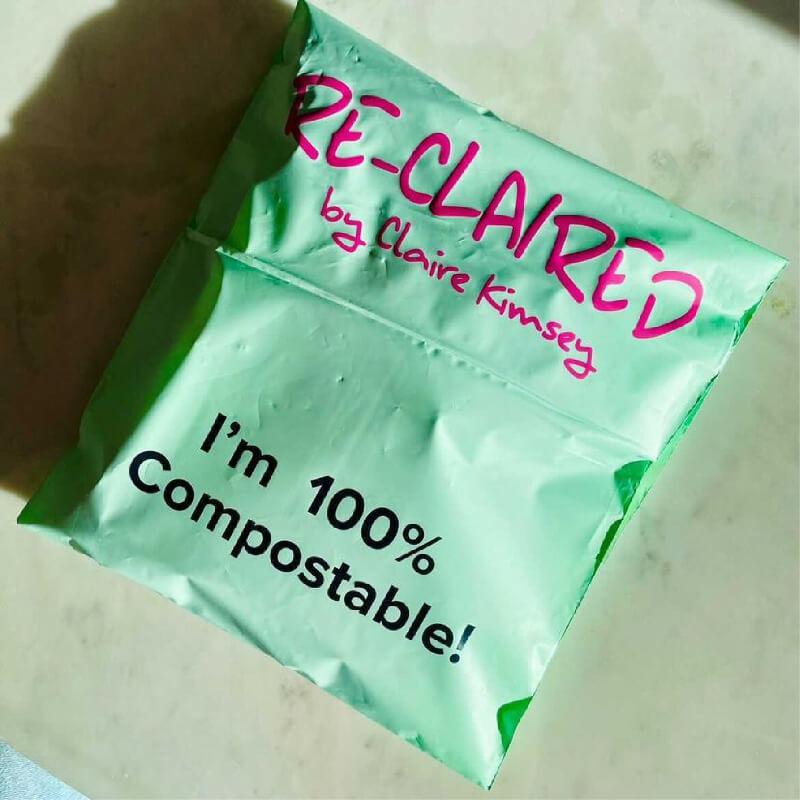 RE-CLAIRED
by Claire Kimsey
I'm 100%
Compostable!